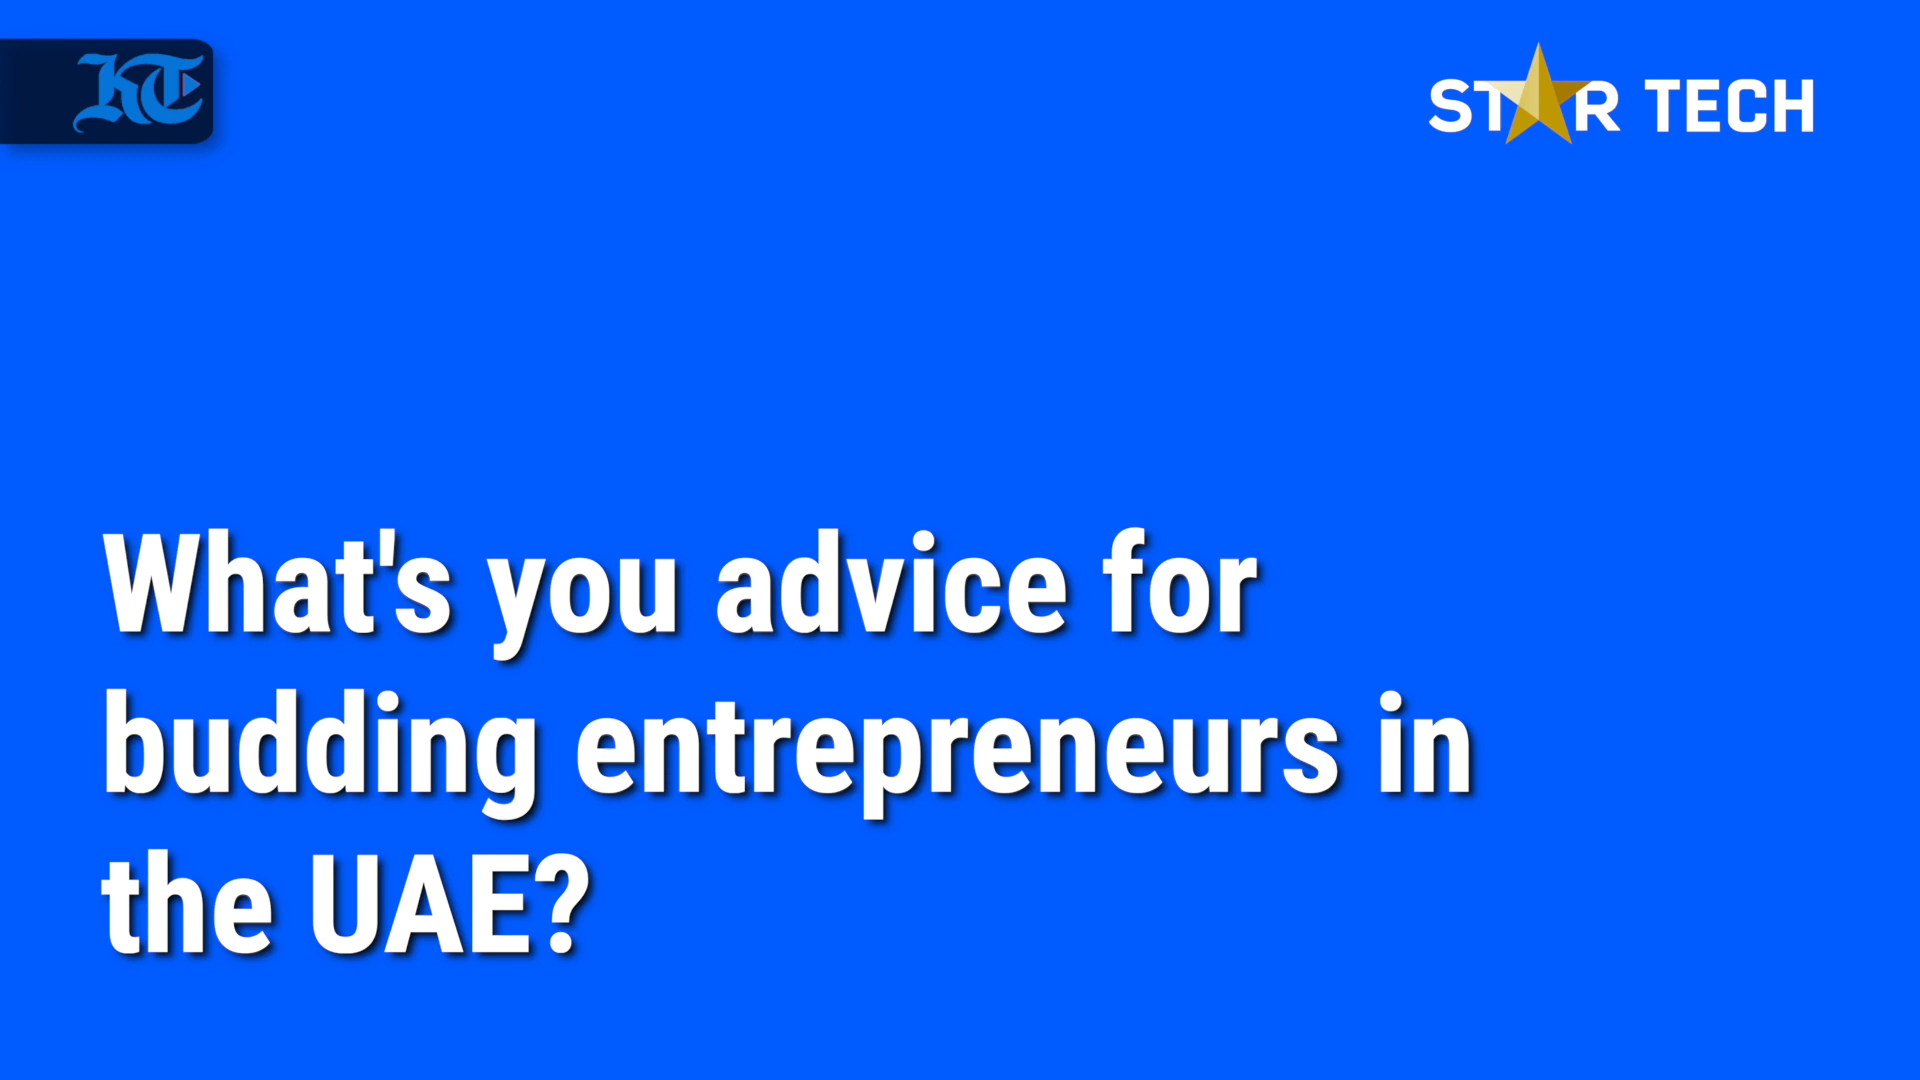 KT
STAR TECH
What's you advice for
budding entrepreneurs in
the UAE?